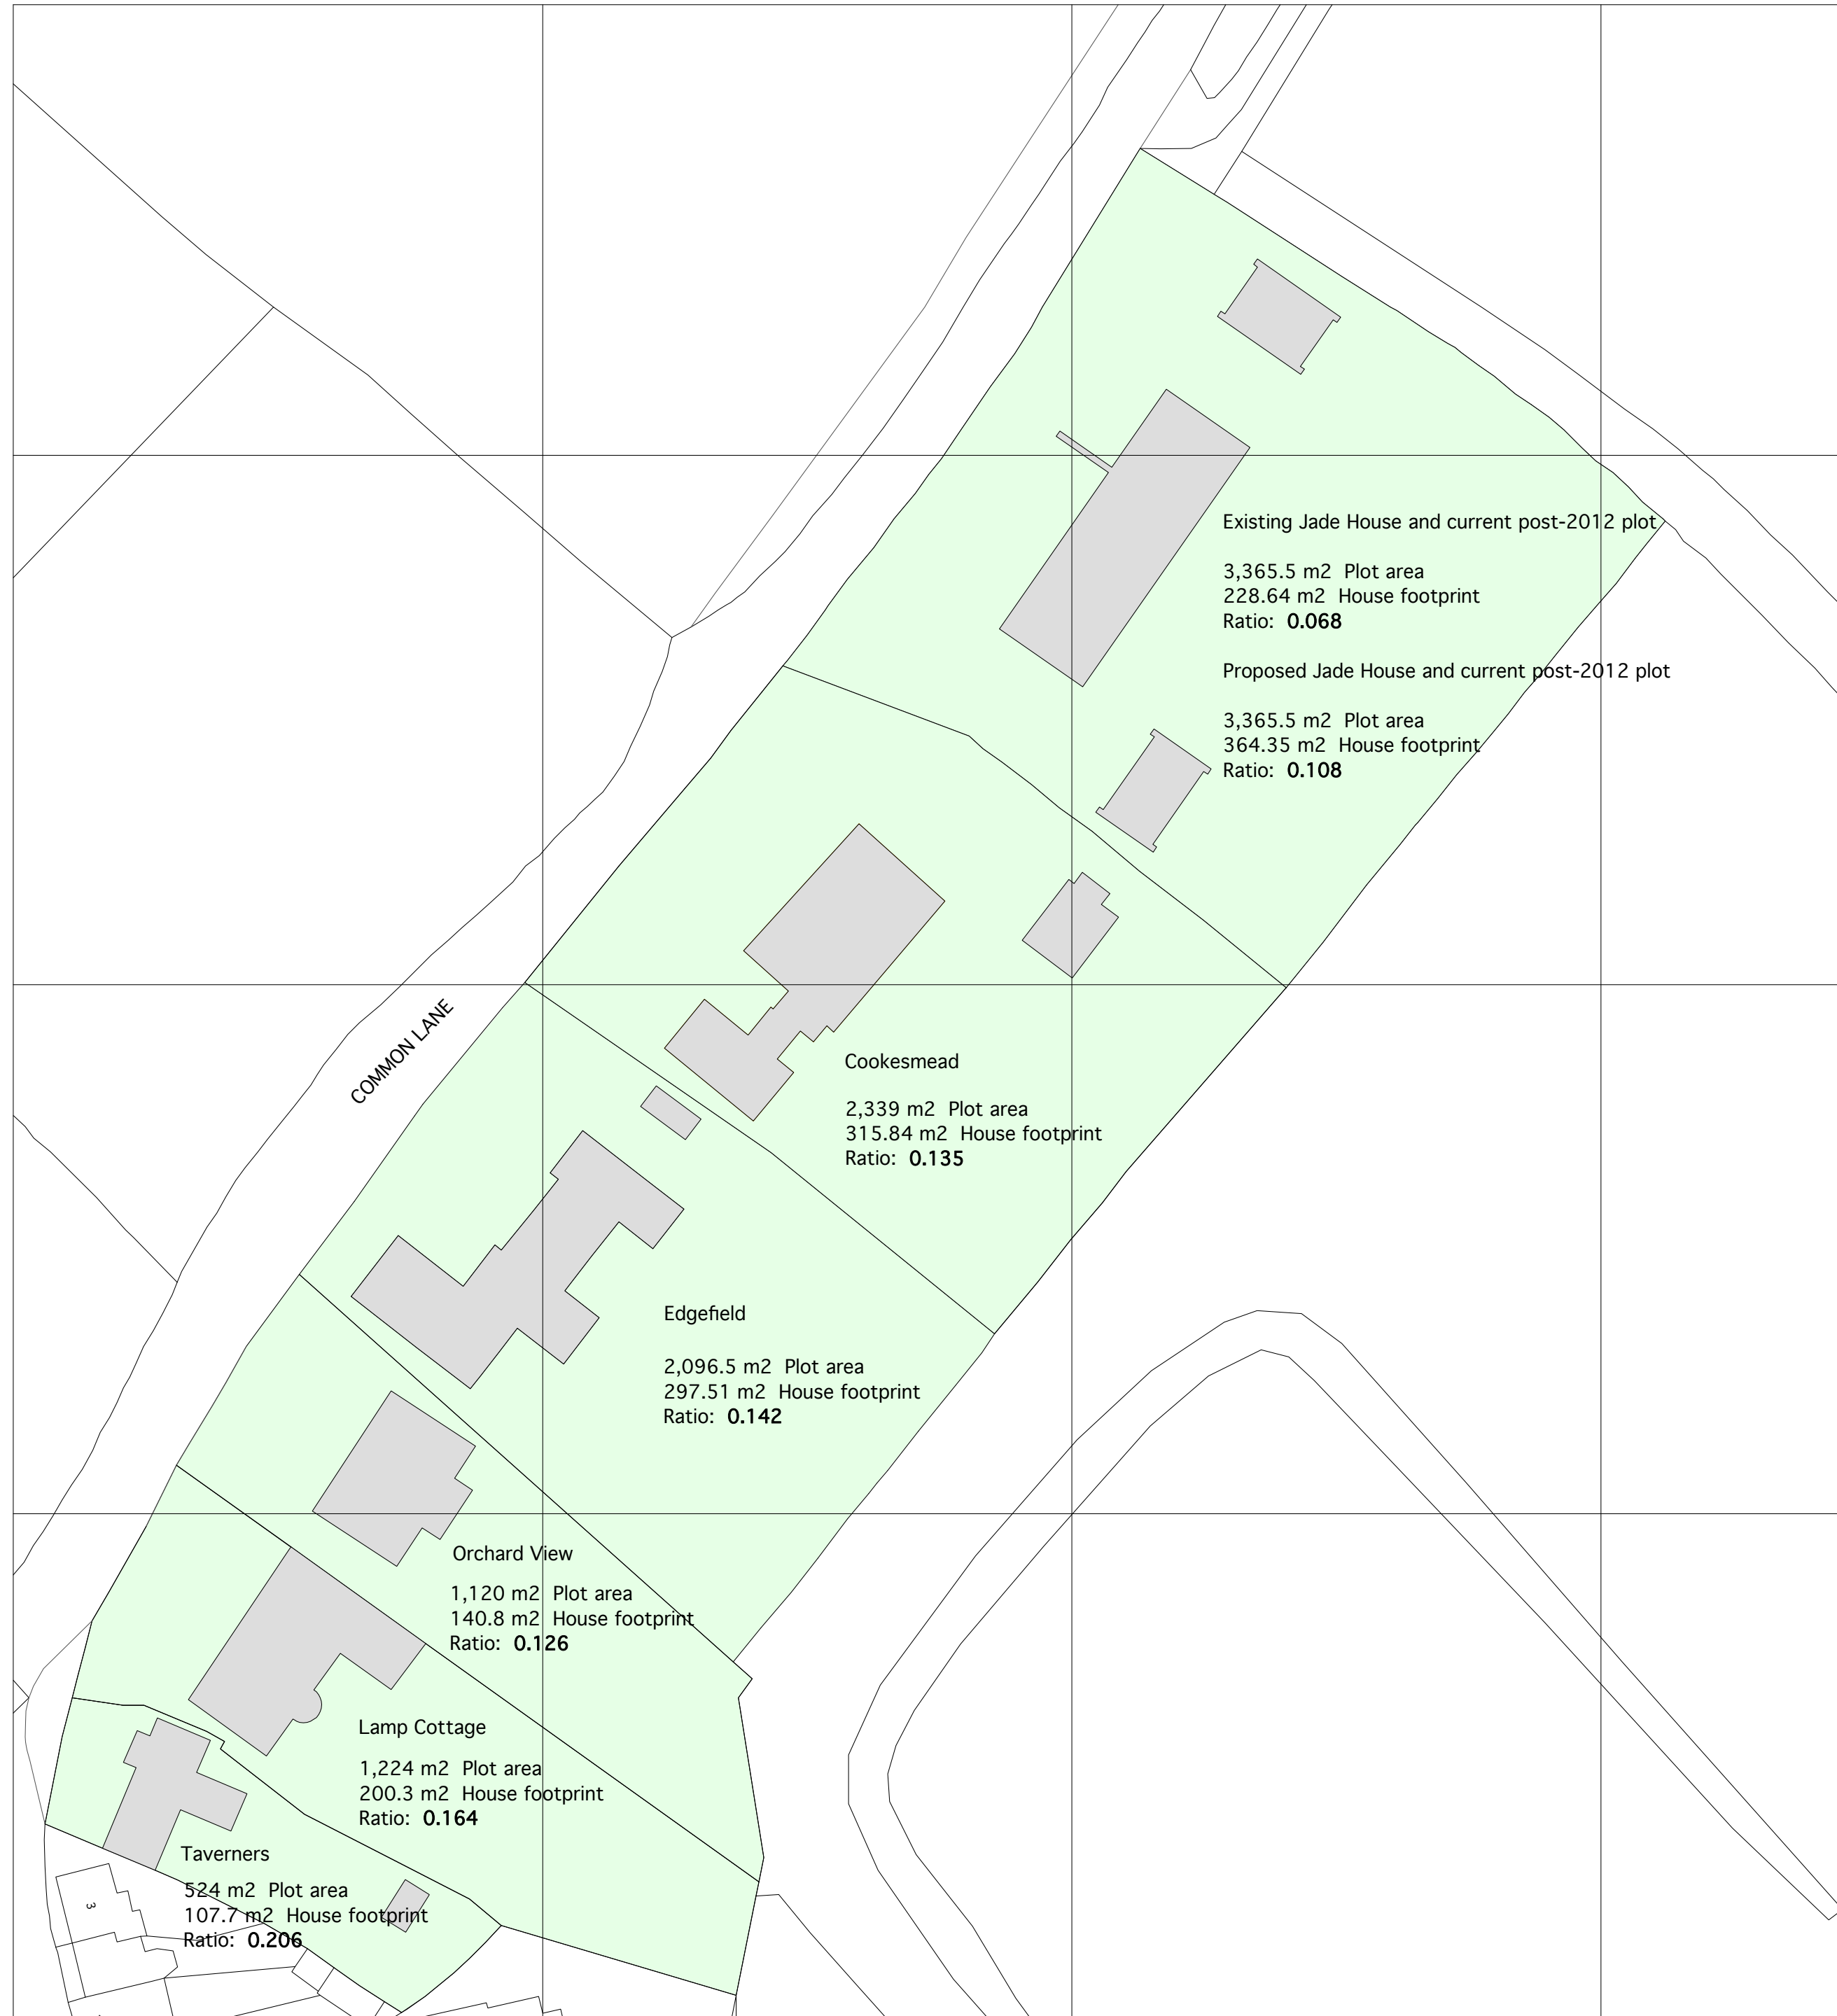 Existing Jade House and current post-2012 plot
3,365.5 m2 Plot area
228.64 m2 House footprint
Ratio: 0.068
Proposed Jade House and current post-2012 plot
3,365.5 m2 Plot area
364.35 m2 House footprint
Ratio: 0.108
COMMON LANE
Cookesmead
2,339 m2 Plot area
315.84 m2 House footprint
Ratio: 0.135
Edgefield
2,096.5 m2 Plot area
297.51 m2 House footprint
Ratio: 0.142
Orchard View
1,120 m2 Plot area
140.8 m2 House footprint
Ratio: 0.126
Lamp Cottage
1,224 m2 Plot area
200.3 m2 House footprint
Ratio: 0.164
Taverners
524 m2 Plot area
107.7 m2 House footprint
Ratio: 0.206
3